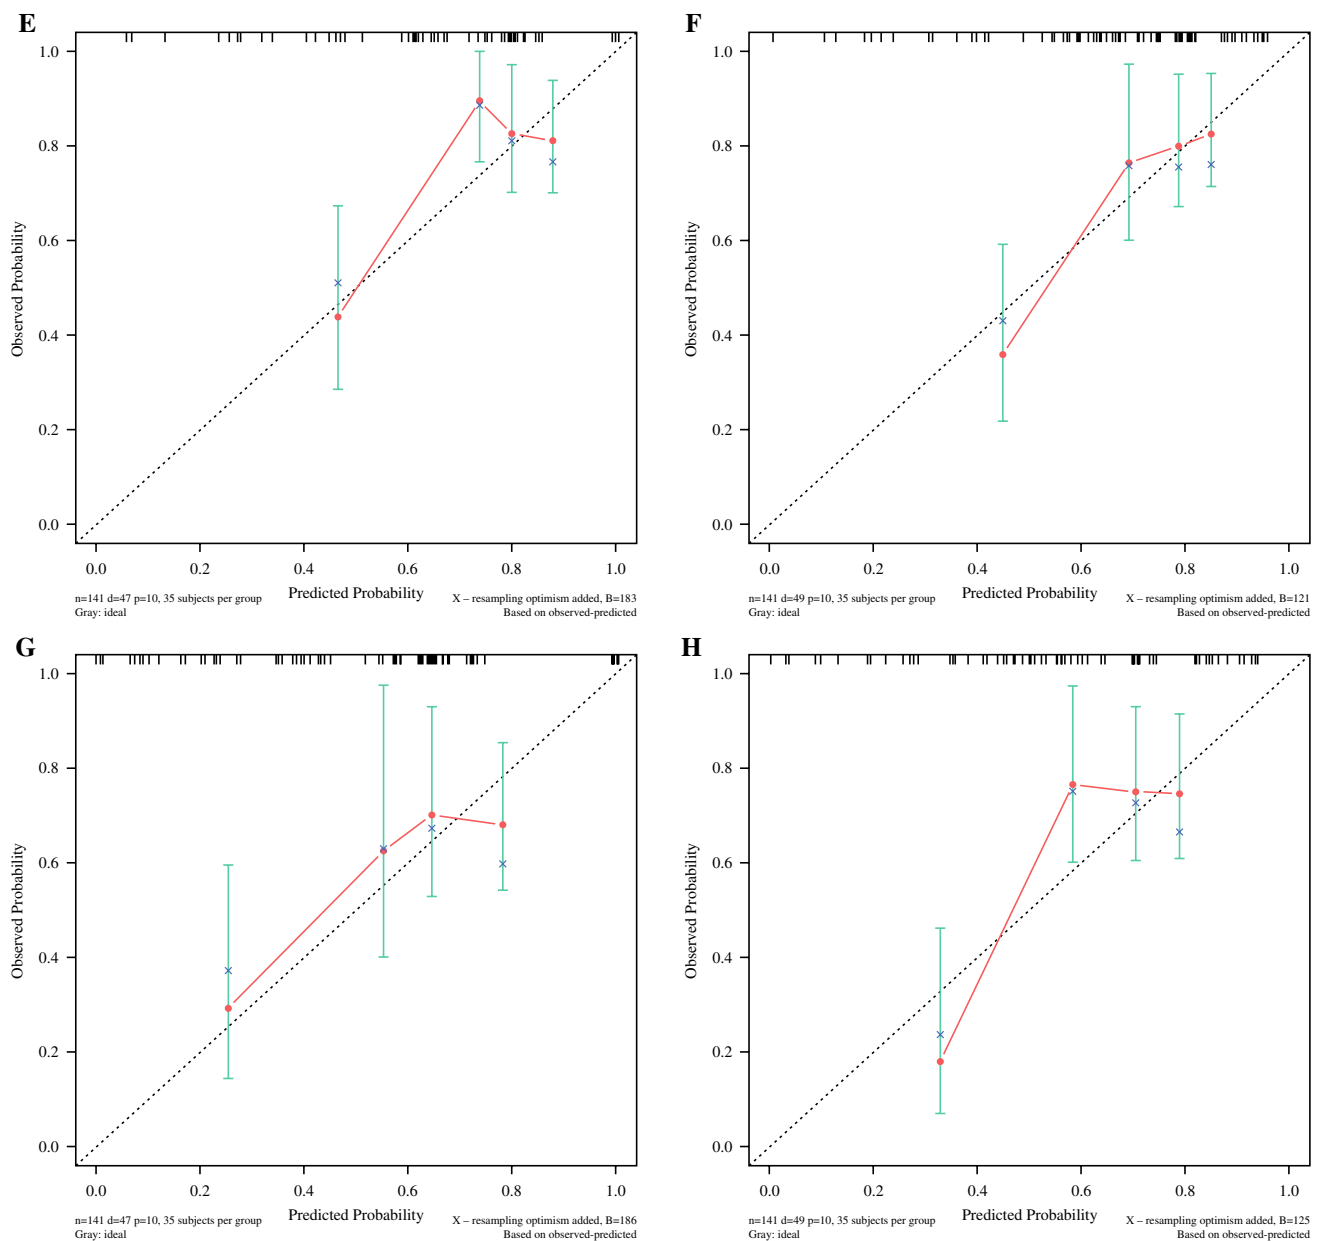 E
1.0
0.8
0.6
0.4
0.2
0.0
Observed Probability
0.0 0.2 0.4 0.6 0.8 1.0
Predicted Probability
n=141 d=47 p=10, 35 subjects per group
Gray: ideal
X – resampling optimism added, B=183
Based on observed-predicted
F
1.0
0.8
0.6
0.4
0.2
0.0
Observed Probability
0.0 0.2 0.4 0.6 0.8 1.0
Predicted Probability
n=141 d=49 p=10, 35 subjects per group
Gray: ideal
X – resampling optimism added, B=121
Based on observed-predicted
G
1.0
0.8
0.6
0.4
0.2
0.0
Observed Probability
0.0 0.2 0.4 0.6 0.8 1.0
Predicted Probability
n=141 d=47 p=10, 35 subjects per group
Gray: ideal
X – resampling optimism added, B=186
Based on observed-predicted
H
1.0
0.8
0.6
0.4
0.2
0.0
Observed Probability
0.0 0.2 0.4 0.6 0.8 1.0
Predicted Probability
n=141 d=49 p=10, 35 subjects per group
Gray: ideal
X – resampling optimism added, B=125
Based on observed-predicted